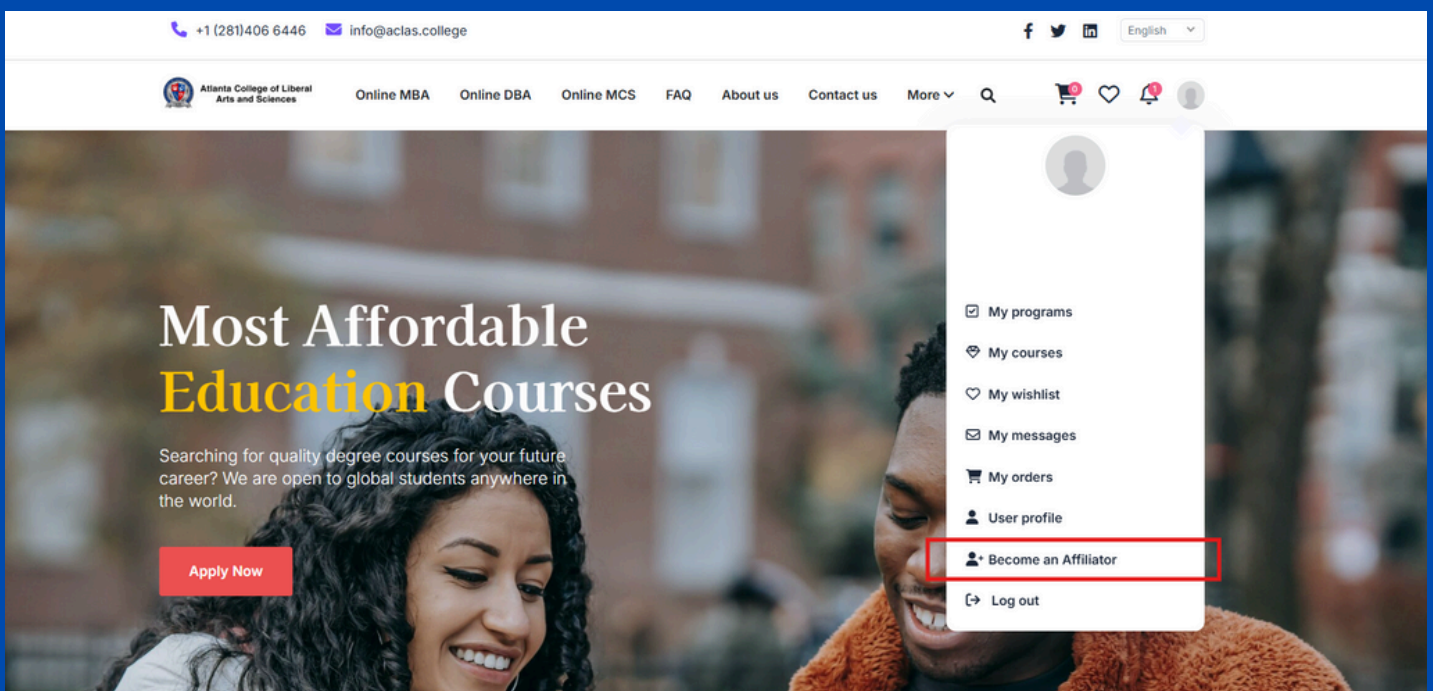 +1 (281)406 6446 info@aclas.college English
Atlanta College of Liberal
Arts and Sciences
Online MBA Online DBA Online MCS FAQ About us Contact us More 0 1
My programs
My courses
My wishlist
My messages
My orders
User profile
Become an Affiliator
Log out
Most Affordable
Education Courses
Searching for quality degree courses for your future
career? We are open to global students anywhere in
the world.
Apply Now